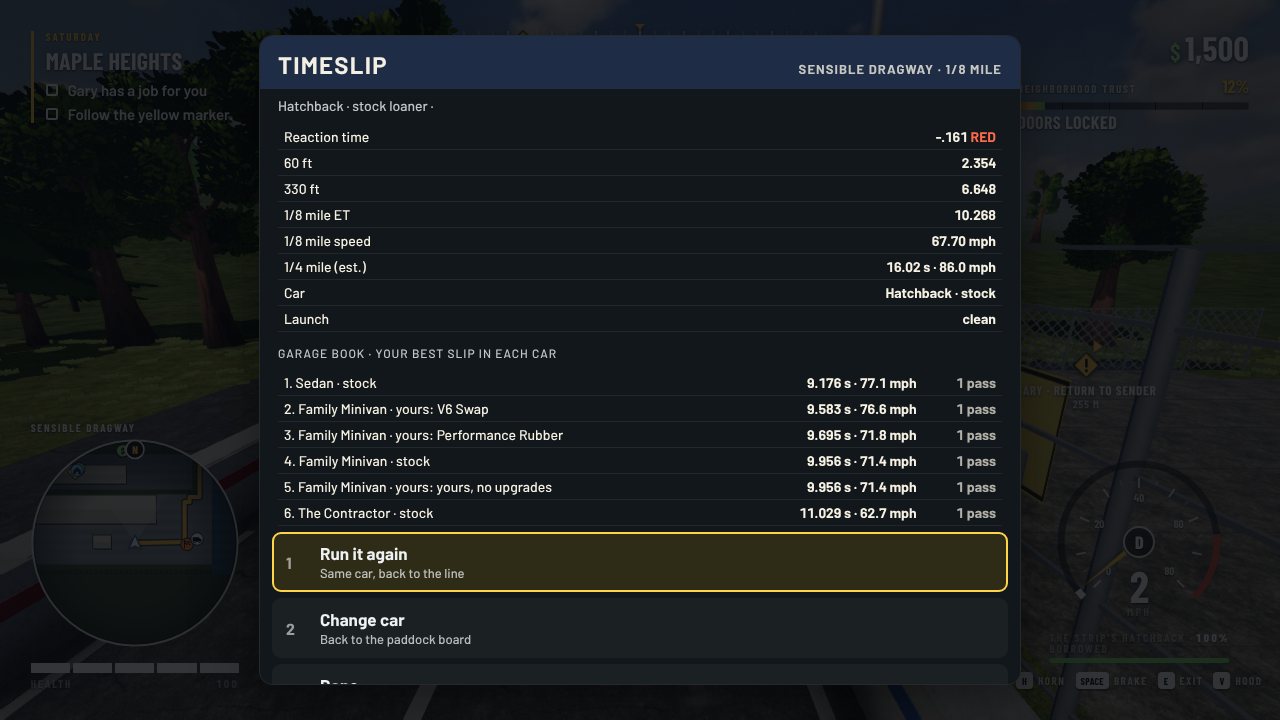 SATURDAY
MAPLE HEIGHTS
Gary has a job for you
Follow the yellow marker.
$1,500
NEIGHBORHOOD TRUST 12%
DOORS LOCKED
TIMESLIP
SENSIBLE DRAGWAY · 1/8 MILE
Hatchback · stock loaner ·
Reaction time -.161 RED
60 ft 2.354
330 ft 6.648
1/8 mile ET 10.268
1/8 mile speed 67.70 mph
1/4 mile (est.) 16.02 s · 86.0 mph
Car Hatchback · stock
Launch clean
GARAGE BOOK · YOUR BEST SLIP IN EACH CAR
1. Sedan · stock 9.176 s · 77.1 mph 1 pass
2. Family Minivan · yours: V6 Swap 9.583 s · 76.6 mph 1 pass
3. Family Minivan · yours: Performance Rubber 9.695 s · 71.8 mph 1 pass
4. Family Minivan · stock 9.956 s · 71.4 mph 1 pass
5. Family Minivan · yours: yours, no upgrades 9.956 s · 71.4 mph 1 pass
6. The Contractor · stock 11.029 s · 62.7 mph 1 pass
1 Run it again
Same car, back to the line
2 Change car
Back to the paddock board
ARY · RETURN TO SENDER
255 M
SENSIBLE DRAGWAY
N
HEALTH 100
0 20 40 60 80
D
2
MPH
THE STRIP'S HATCHBACK · 100%
BORROWED
H HORN SPACE BRAKE E EXIT V HOOD